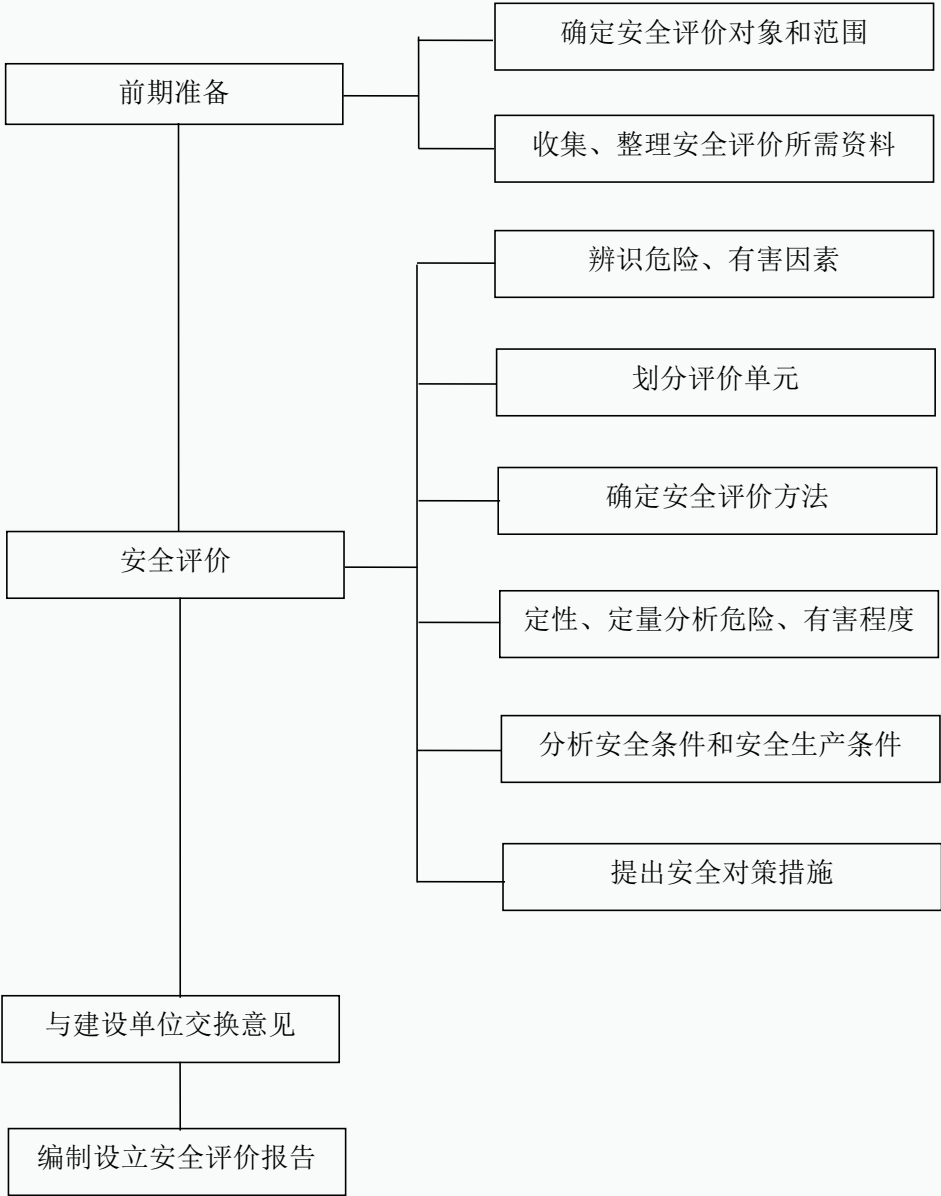 确定安全评价对象和范围
前期准备
收集、整理安全评价所需资料
辨识危险、有害因素
划分评价单元
确定安全评价方法
安全评价
定性、定量分析危险、有害程度
分析安全条件和安全生产条件
提出安全对策措施
与建设单位交换意见
编制设立安全评价报告